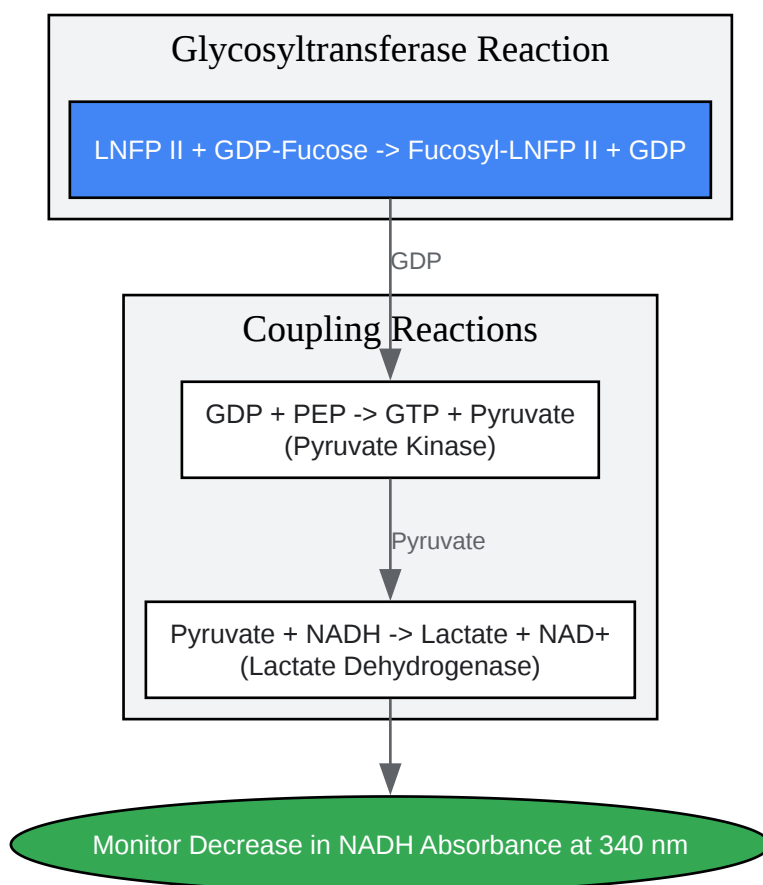 Glycosyltransferase Reaction
LNFP II + GDP-Fucose -> Fucosyl-LNFP II + GDP
GDP
Coupling Reactions
GDP + PEP -> GTP + Pyruvate
(Pyruvate Kinase)
Pyruvate
Pyruvate + NADH -> Lactate + NAD+
(Lactate Dehydrogenase)
Monitor Decrease in NADH Absorbance at 340 nm